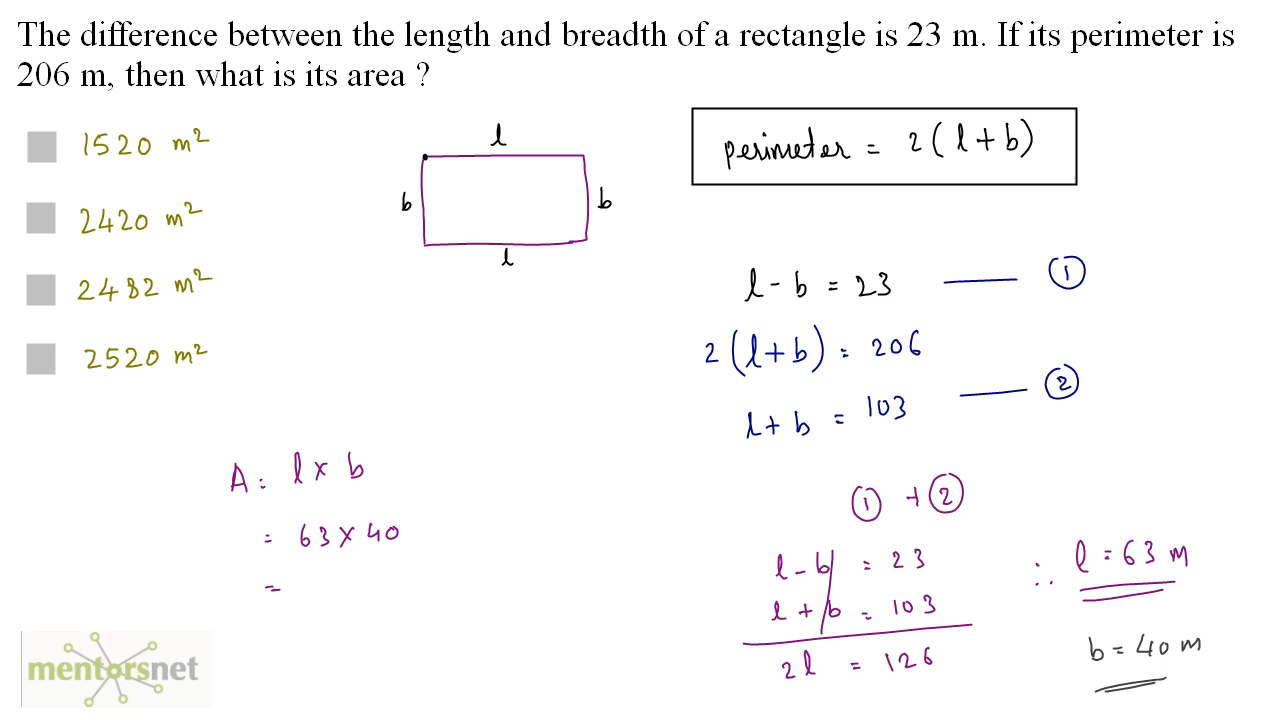 The difference between the length and breadth of a rectangle is 23 m. If its perimeter is
206 m, then what is its area ?
1520 m²
2420 m²
2482 m²
2520 m²
l
b
b
l
perimeter = 2(l+b)
l - b = 23 —— ①
2(l+b) = 206
l + b = 103 —— ②
A = l × b
= 63 × 40
=
① + ②
l - b = 23
l + b = 103
2l = 126
∴ l = 63 m
b = 40 m
mentorsnet